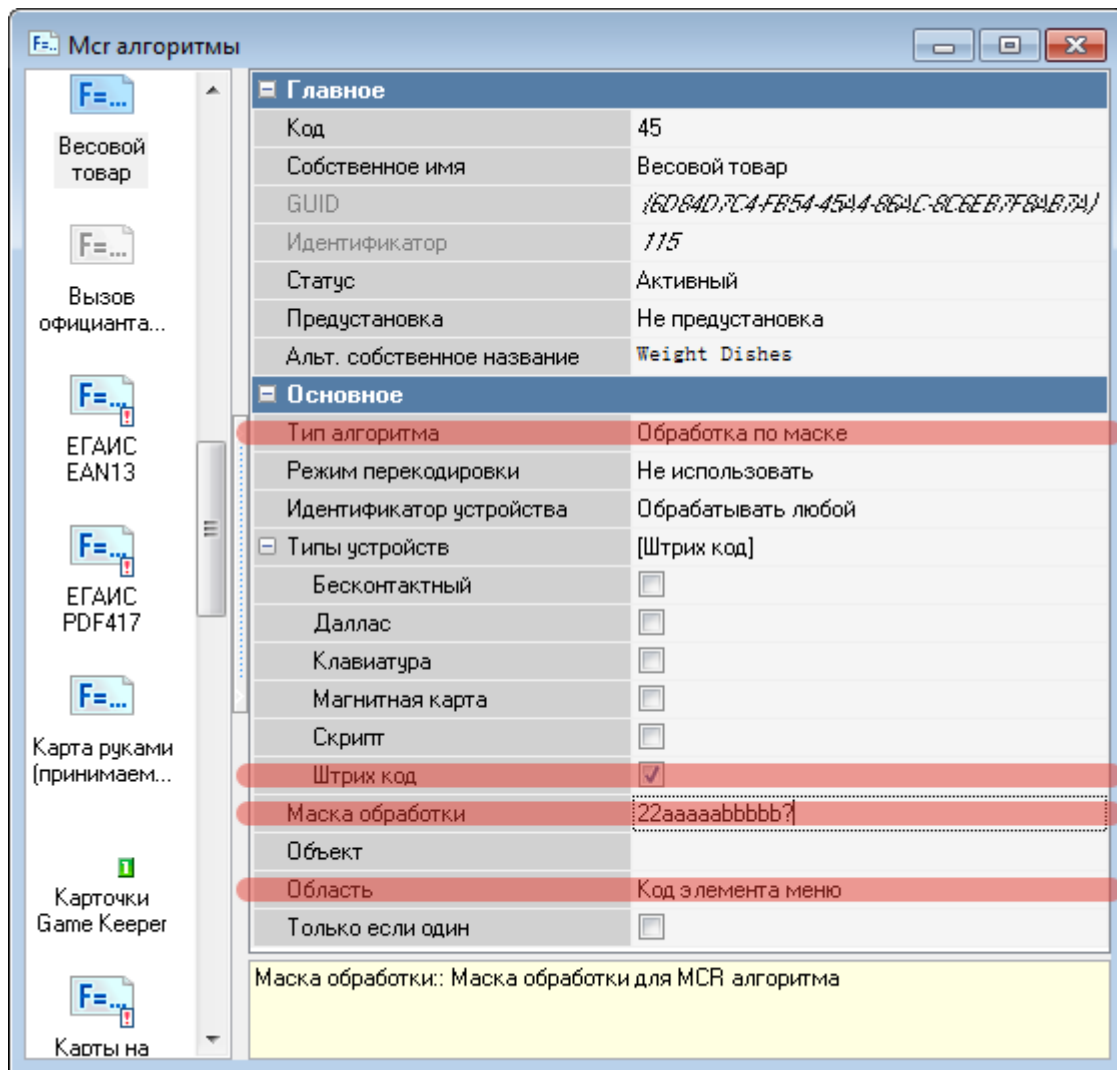 Mcr алгоритмы
Весовой
товар
Вызов
официанта...
ЕГАИС
EAN13
ЕГАИС
PDF417
Карта руками
(принимаем...
Карточки
Game Keeper
Карты на
Главное
Код 45
Собственное имя Весовой товар
GUID {6D84D7C4-FB54-45A4-86AC-8C6EB7F8AB7A}
Идентификатор 115
Статус Активный
Предустановка Не предустановка
Альт. собственное название Weight Dishes
Основное
Тип алгоритма Обработка по маске
Режим перекодировки Не использовать
Идентификатор устройства Обрабатывать любой
Типы устройств [Штрих код]
Бесконтактный
Даллас
Клавиатура
Магнитная карта
Скрипт
Штрих код
Маска обработки 22aaaaabbbbb?
Объект
Область Код элемента меню
Только если один
Маска обработки:: Маска обработки для MCR алгоритма